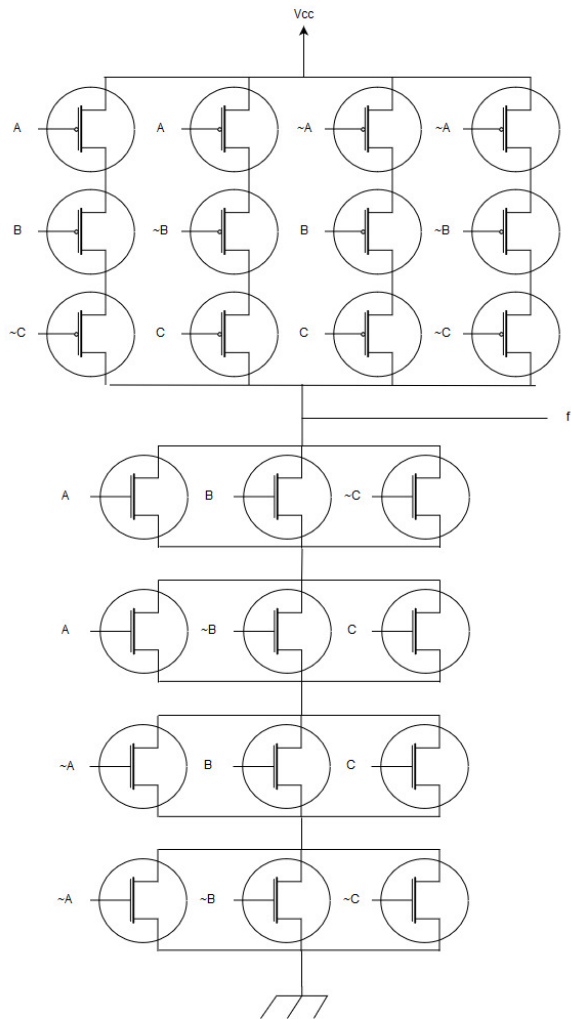 Vcc
A A ~A ~A
B ~B B ~B
~C C C ~C
f
A B ~C
A ~B C
~A B C
~A ~B ~C